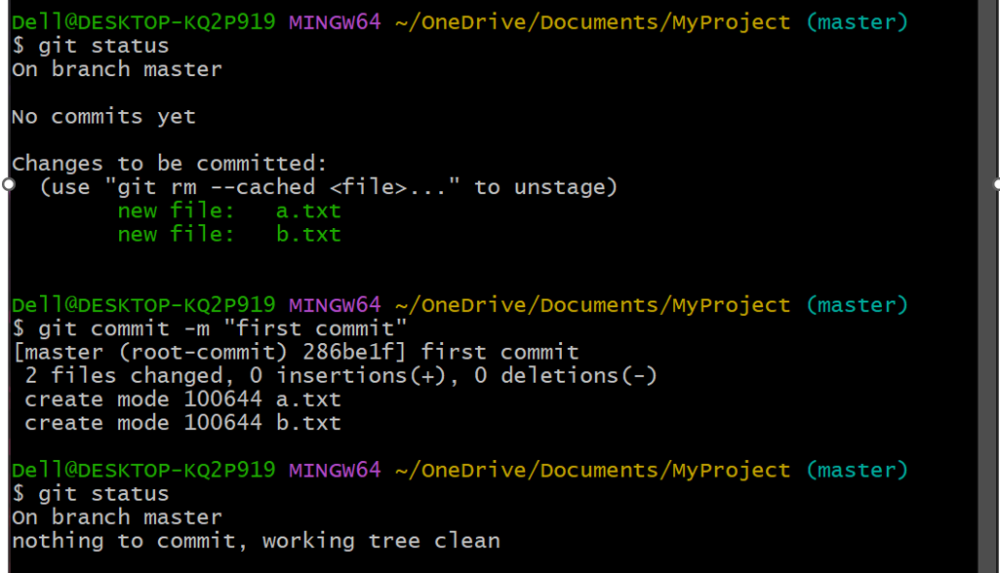 Dell@DESKTOP-KQ2P919 MINGW64 ~/OneDrive/Documents/MyProject (master)
$ git status
On branch master
No commits yet
Changes to be committed:
  (use "git rm --cached <file>..." to unstage)
        new file:   a.txt
        new file:   b.txt
Dell@DESKTOP-KQ2P919 MINGW64 ~/OneDrive/Documents/MyProject (master)
$ git commit -m "first commit"
[master (root-commit) 286be1f] first commit
 2 files changed, 0 insertions(+), 0 deletions(-)
 create mode 100644 a.txt
 create mode 100644 b.txt
Dell@DESKTOP-KQ2P919 MINGW64 ~/OneDrive/Documents/MyProject (master)
$ git status
On branch master
nothing to commit, working tree clean